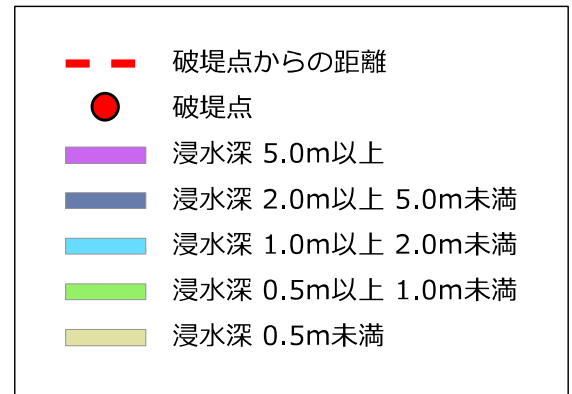 破堤点からの距離
破堤点
浸水深 5.0m以上
浸水深 2.0m以上 5.0m未満
浸水深 1.0m以上 2.0m未満
浸水深 0.5m以上 1.0m未満
浸水深 0.5m未満